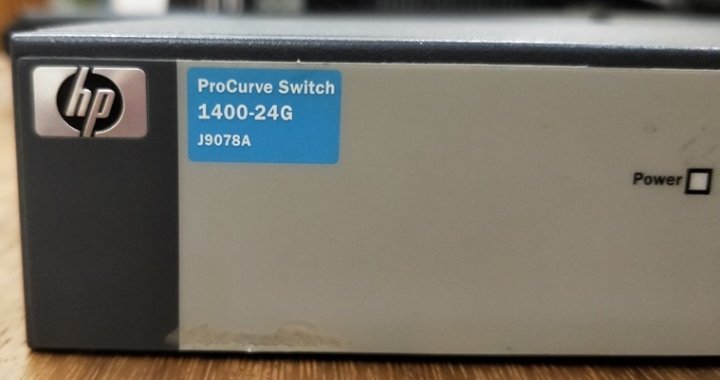 hp
ProCurve Switch
1400-24G
J9078A
Power